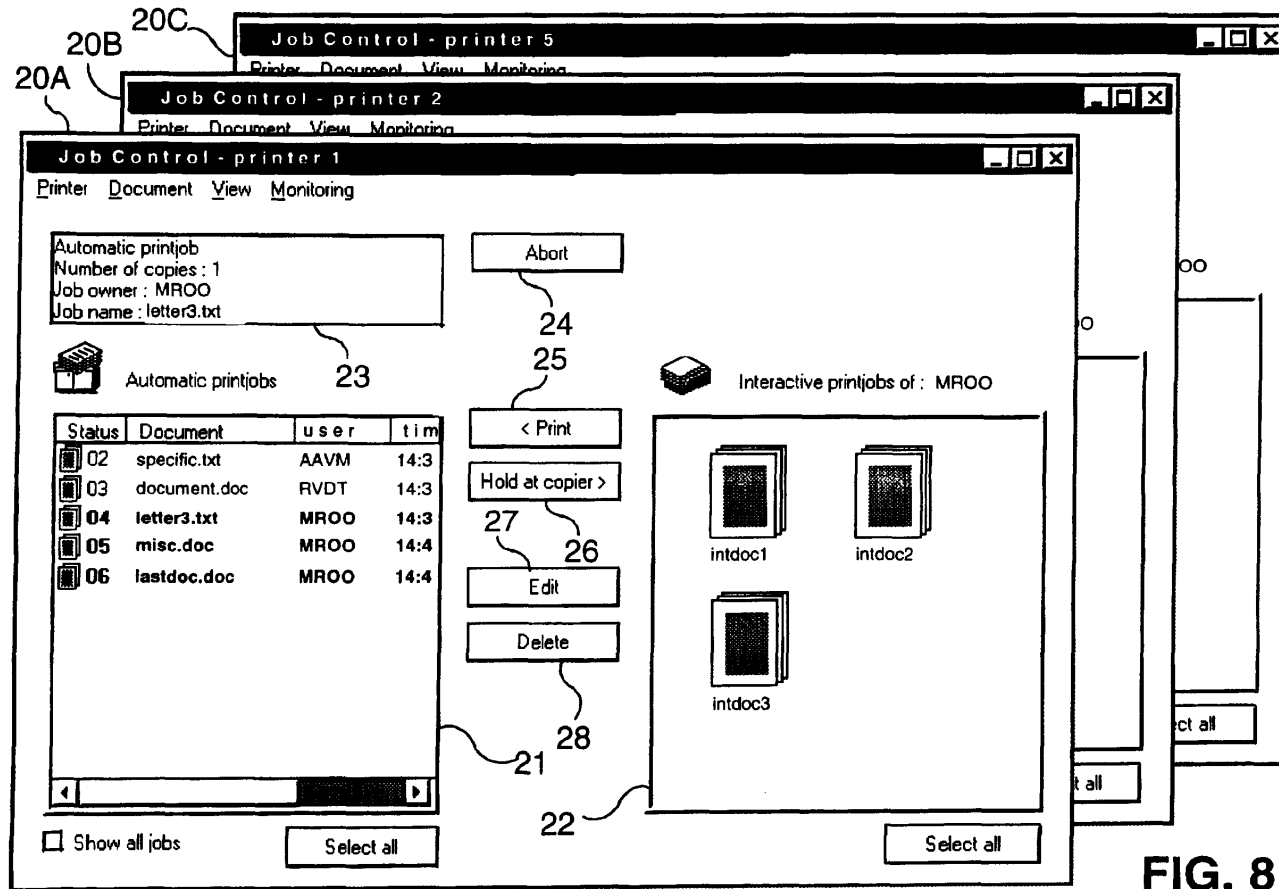 20C
Job Control - printer 5
20B
Printer Document View Monitoring
20A
Job Control - printer 2
Printer Document View Monitoring
Job Control - printer 1
Printer Document View Monitoring
Automatic printjob
Number of copies : 1
Job owner : MROO
Job name : letter3.txt
Abort
OO
24
OO
23
25
Automatic printjobs
Interactive printjobs of : MROO
Status Document user tim
< Print
02 specific.txt AAVM 14:3
03 document.doc RVDT 14:3
Hold at copier >
04 letter3.txt MROO 14:3
27
26
05 misc.doc MROO 14:4
intdoc1 intdoc2
06 lastdoc.doc MROO 14:4
Edit
Delete
intdoc3
28
21
ect all
t all
22
Show all jobs
Select all
Select all
FIG. 8